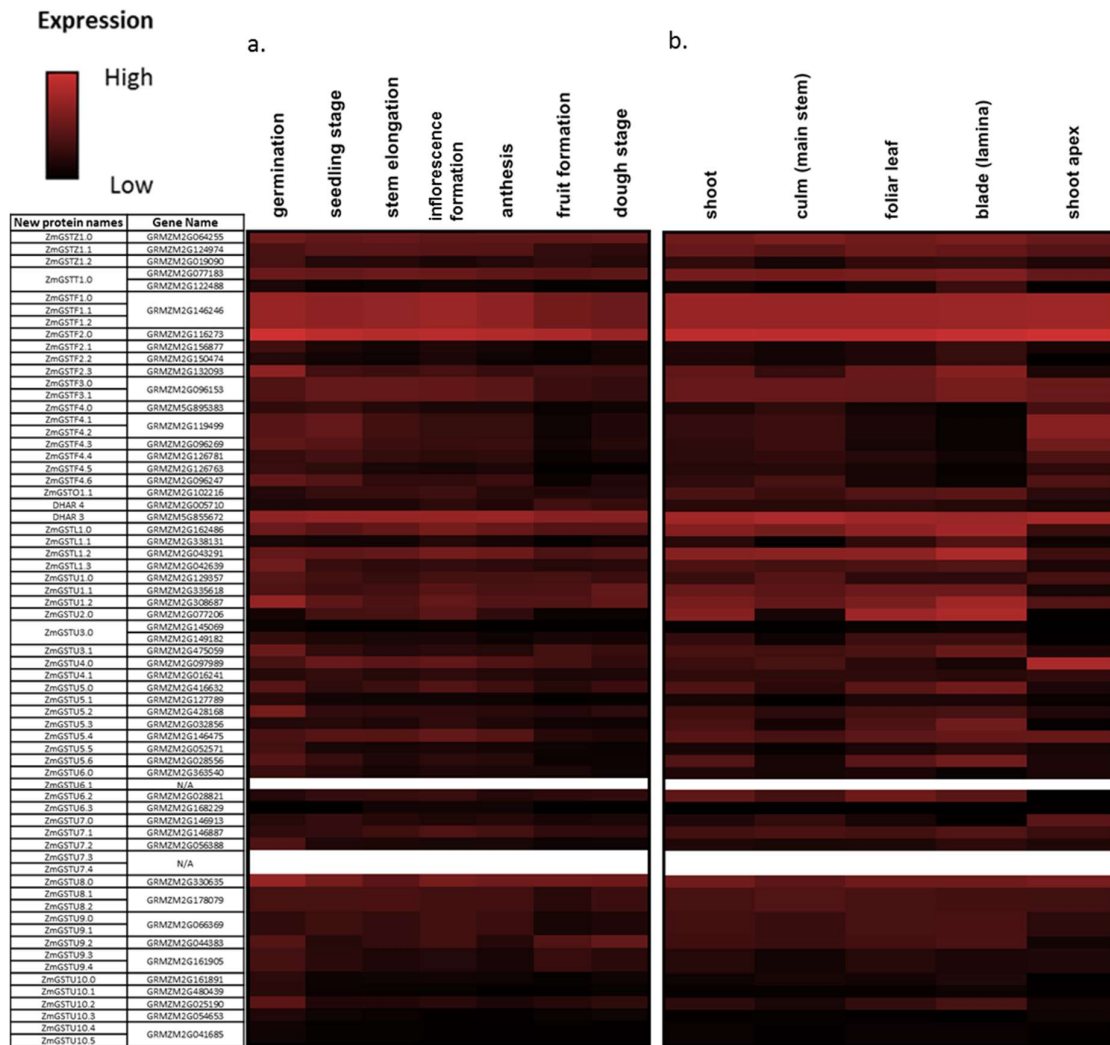 Expression
High
Low
a.
b.
germination
seedling stage
stem elongation
inflorescence
formation
anthesis
fruit formation
dough stage
shoot
culm (main stem)
foliar leaf
blade (lamina)
shoot apex
New protein names Gene Name
ZmGSTZ1.0 GRMZM2G064255
ZmGSTZ1.1 GRMZM2G124974
ZmGSTZ1.2 GRMZM2G019090
ZmGSTT1.0 GRMZM2G077183
GRMZM2G122488
ZmGSTF1.0
ZmGSTF1.1 GRMZM2G146246
ZmGSTF1.2
ZmGSTF2.0 GRMZM2G116273
ZmGSTF2.1 GRMZM2G156877
ZmGSTF2.2 GRMZM2G150474
ZmGSTF2.3 GRMZM2G132093
ZmGSTF3.0 GRMZM2G096153
ZmGSTF3.1
ZmGSTF4.0 GRMZM5G895383
ZmGSTF4.1 GRMZM2G119499
ZmGSTF4.2
ZmGSTF4.3 GRMZM2G096269
ZmGSTF4.4 GRMZM2G126781
ZmGSTF4.5 GRMZM2G126763
ZmGSTF4.6 GRMZM2G096247
ZmGSTO1.1 GRMZM2G102216
DHAR 4 GRMZM2G005710
DHAR 3 GRMZM5G855672
ZmGSTL1.0 GRMZM2G162486
ZmGSTL1.1 GRMZM2G338131
ZmGSTL1.2 GRMZM2G043291
ZmGSTL1.3 GRMZM2G042639
ZmGSTU1.0 GRMZM2G129357
ZmGSTU1.1 GRMZM2G335618
ZmGSTU1.2 GRMZM2G308687
ZmGSTU2.0 GRMZM2G077206
ZmGSTU3.0 GRMZM2G145069
GRMZM2G149182
ZmGSTU3.1 GRMZM2G475059
ZmGSTU4.0 GRMZM2G097989
ZmGSTU4.1 GRMZM2G016241
ZmGSTU5.0 GRMZM2G416632
ZmGSTU5.1 GRMZM2G127789
ZmGSTU5.2 GRMZM2G428168
ZmGSTU5.3 GRMZM2G032856
ZmGSTU5.4 GRMZM2G146475
ZmGSTU5.5 GRMZM2G052571
ZmGSTU5.6 GRMZM2G028556
ZmGSTU6.0 GRMZM2G363540
ZmGSTU6.1 N/A
ZmGSTU6.2 GRMZM2G028821
ZmGSTU6.3 GRMZM2G168229
ZmGSTU7.0 GRMZM2G146913
ZmGSTU7.1 GRMZM2G146887
ZmGSTU7.2 GRMZM2G056388
ZmGSTU7.3 N/A
ZmGSTU7.4
ZmGSTU8.0 GRMZM2G330635
ZmGSTU8.1 GRMZM2G178079
ZmGSTU8.2
ZmGSTU9.0 GRMZM2G066369
ZmGSTU9.1
ZmGSTU9.2 GRMZM2G044383
ZmGSTU9.3 GRMZM2G161905
ZmGSTU9.4
ZmGSTU10.0 GRMZM2G161891
ZmGSTU10.1 GRMZM2G480439
ZmGSTU10.2 GRMZM2G025190
ZmGSTU10.3 GRMZM2G054653
ZmGSTU10.4 GRMZM2G041685
ZmGSTU10.5